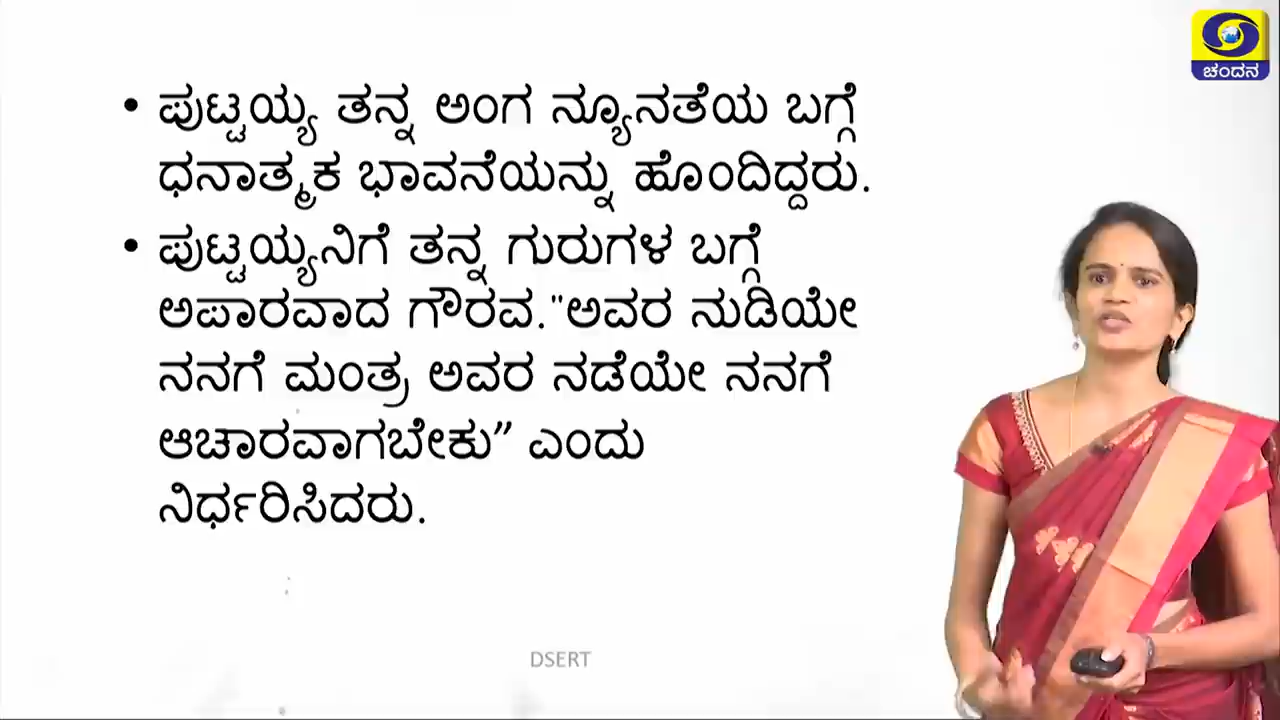 ಚಂದನ
• ಪುಟ್ಟಯ್ಯ ತನ್ನ ಅಂಗ ನ್ಯೂನತೆಯ ಬಗ್ಗೆ
ಧನಾತ್ಮಕ ಭಾವನೆಯನ್ನು ಹೊಂದಿದ್ದರು.
• ಪುಟ್ಟಯ್ಯನಿಗೆ ತನ್ನ ಗುರುಗಳ ಬಗ್ಗೆ
ಅಪಾರವಾದ ಗೌರವ."ಅವರ ನುಡಿಯೇ
ನನಗೆ ಮಂತ್ರ ಅವರ ನಡೆಯೇ ನನಗೆ
ಆಚಾರವಾಗಬೇಕು” ಎಂದು
ನಿರ್ಧರಿಸಿದರು.
DSERT